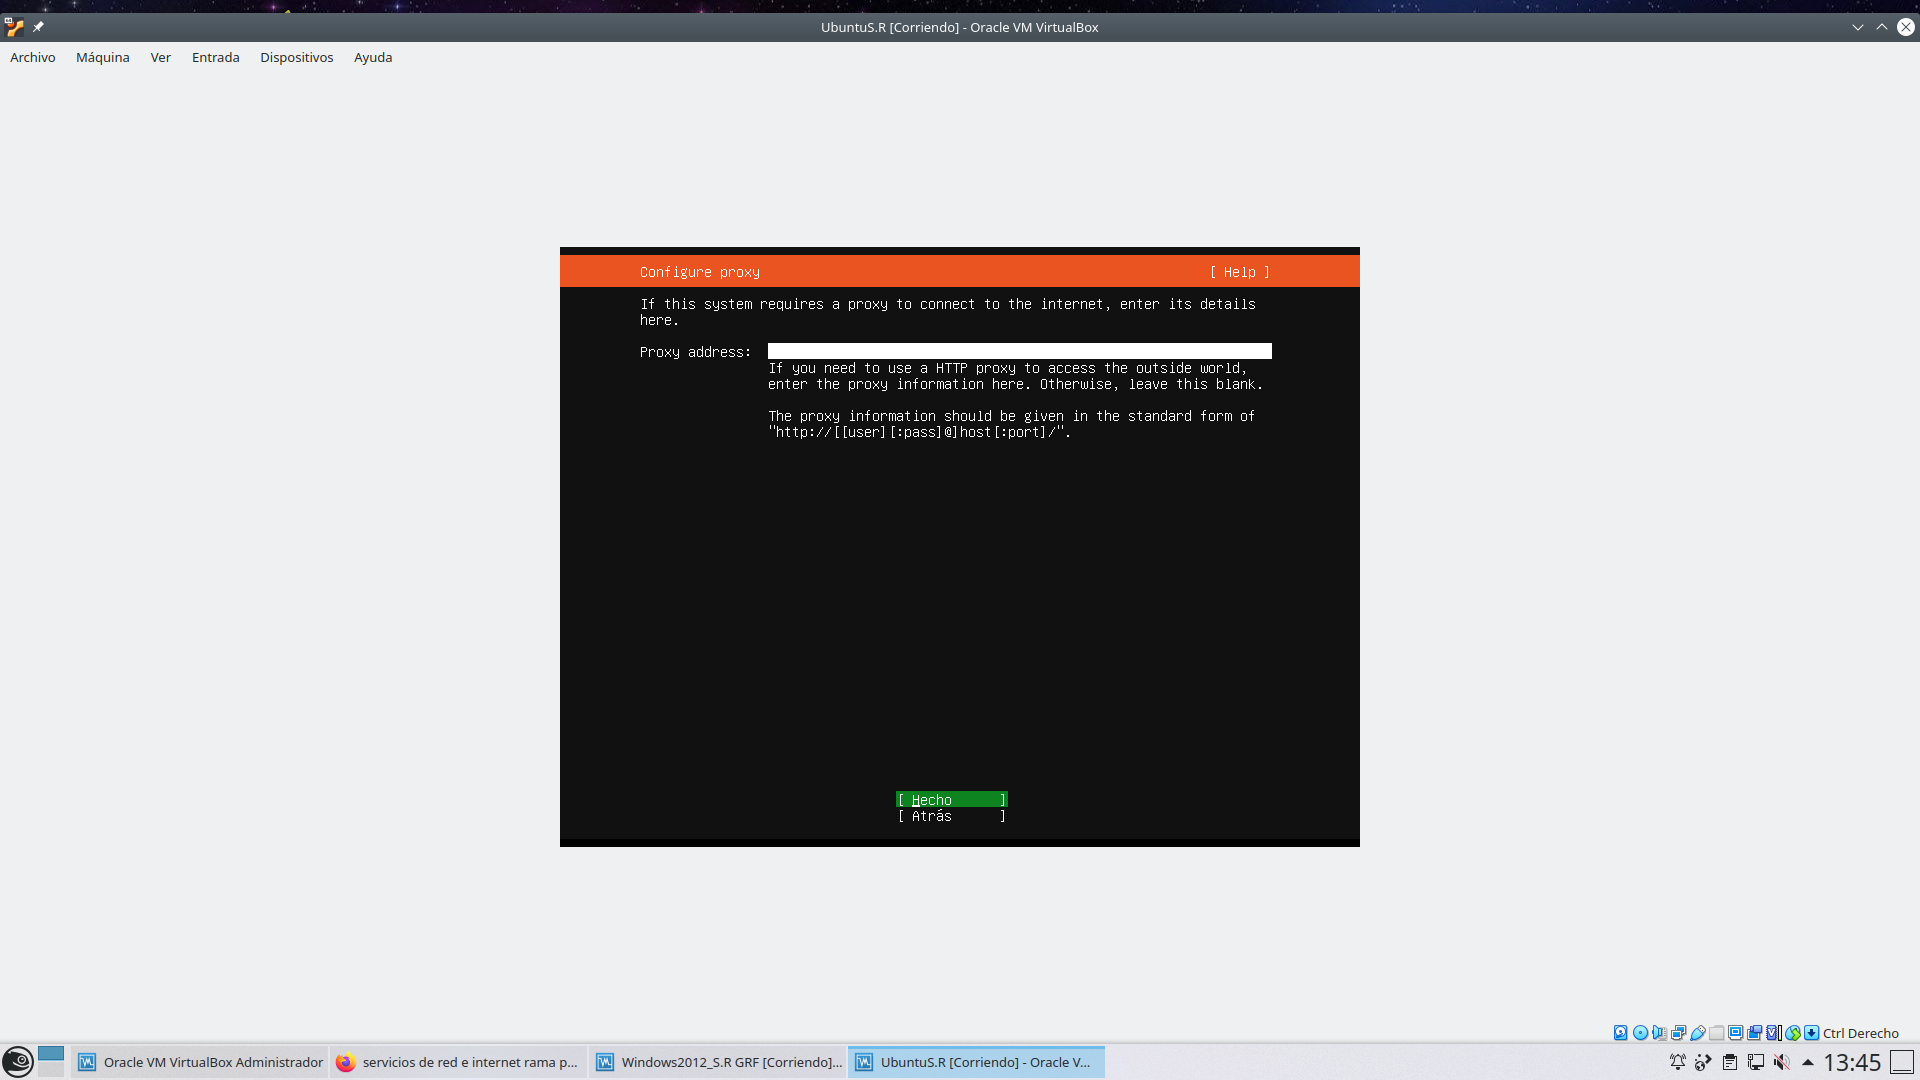 UbuntuS.R [Corriendo] - Oracle VM VirtualBox
Archivo Máquina Ver Entrada Dispositivos Ayuda
Configure proxy [ Help ]
If this system requires a proxy to connect to the internet, enter its details
here.
Proxy address:
If you need to use a HTTP proxy to access the outside world,
enter the proxy information here. Otherwise, leave this blank.
The proxy information should be given in the standard form of
"http://[[user][:pass]@]host[:port]/".
[ Hecho ]
[ Atrás ]
Ctrl Derecho
Oracle VM VirtualBox Administrador servicios de red e internet rama p... Windows2012_S.R GRF [Corriendo]... UbuntuS.R [Corriendo] - Oracle V... 13:45